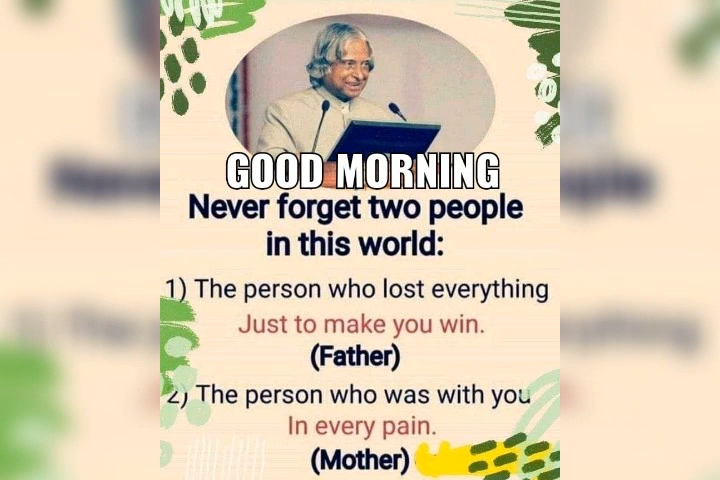 GOOD MORNING
Never forget two people
in this world:
1) The person who lost everything
Just to make you win.
(Father)
2) The person who was with you
In every pain.
(Mother)